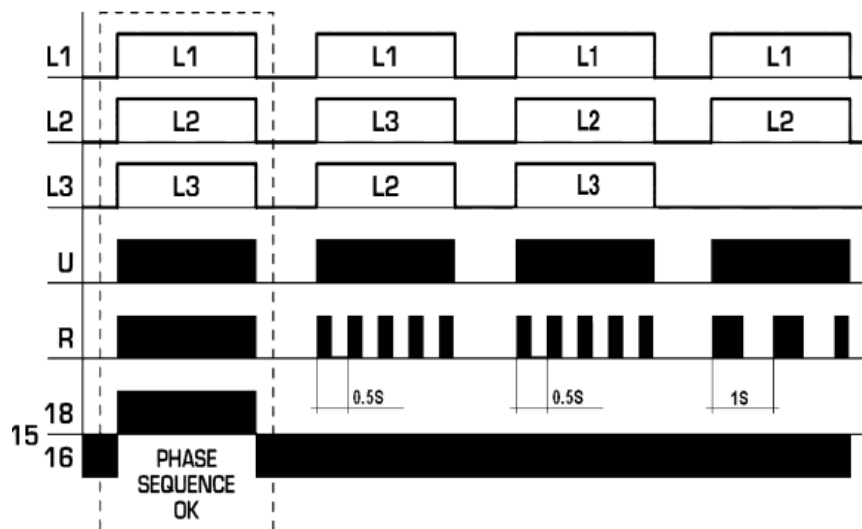 L1 L1 L1 L1 L1
L2 L2 L3 L2 L2
L3 L3 L2 L3
U
R
0.5S 0.5S 1S
18
15
16
PHASE
SEQUENCE
OK